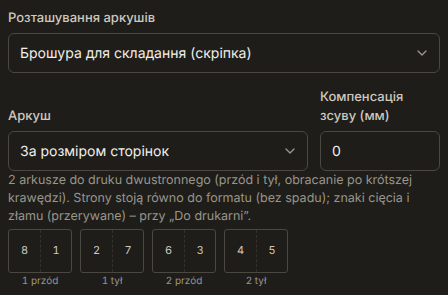 Розташування аркушів
Брошура для складання (скріпка)
Компенсація
зсуву (мм)
Аркуш
За розміром сторінок
0
2 arkusze do druku dwustronnego (przód i tył, obracanie po krótszej
krawędzi). Strony stoją równo do formatu (bez spadu); znaki cięcia i
złamu (przerywane) – przy „Do drukarni".
8 1 2 7 6 3 4 5
1 przód 1 tył 2 przód 2 tył